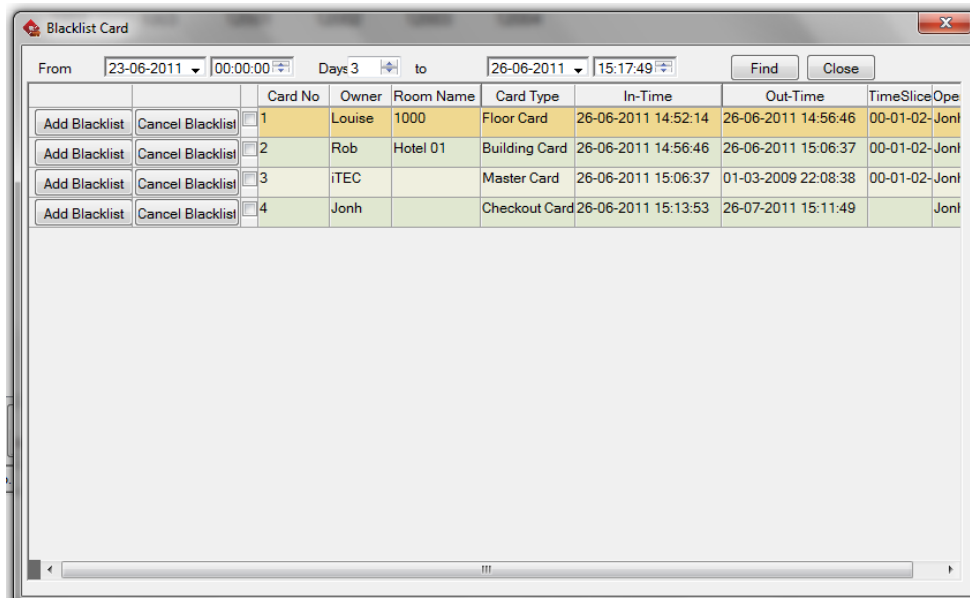 Blacklist Card
From 23-06-2011 00:00:00 Days 3 to 26-06-2011 15:17:49 Find Close
Card No Owner Room Name Card Type In-Time Out-Time TimeSlice Ope
Add Blacklist Cancel Blacklist 1 Louise 1000 Floor Card 26-06-2011 14:52:14 26-06-2011 14:56:46 00-01-02- Jonh
Add Blacklist Cancel Blacklist 2 Rob Hotel 01 Building Card 26-06-2011 14:56:46 26-06-2011 15:06:37 00-01-02- Jonh
Add Blacklist Cancel Blacklist 3 iTEC Master Card 26-06-2011 15:06:37 01-03-2009 22:08:38 00-01-02- Jonh
Add Blacklist Cancel Blacklist 4 Jonh Checkout Card 26-06-2011 15:13:53 26-07-2011 15:11:49 Jonh